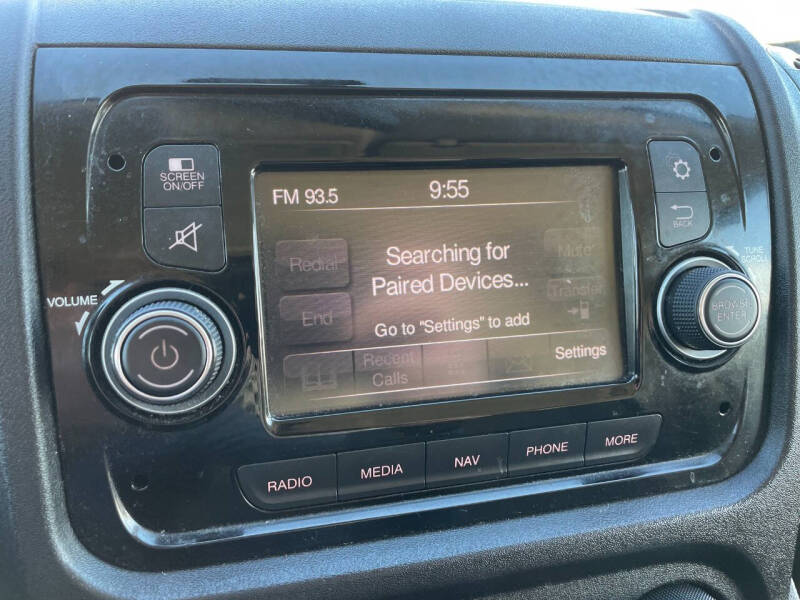 SCREEN
ON/OFF
FM 93.5
9:55
BACK
Redial
Searching for
Paired Devices...
Mute
TUNE
SCROLL
VOLUME
End
Go to "Settings" to add
Transfer
BROWSE
ENTER
Recent
Calls
Settings
RADIO
MEDIA
NAV
PHONE
MORE